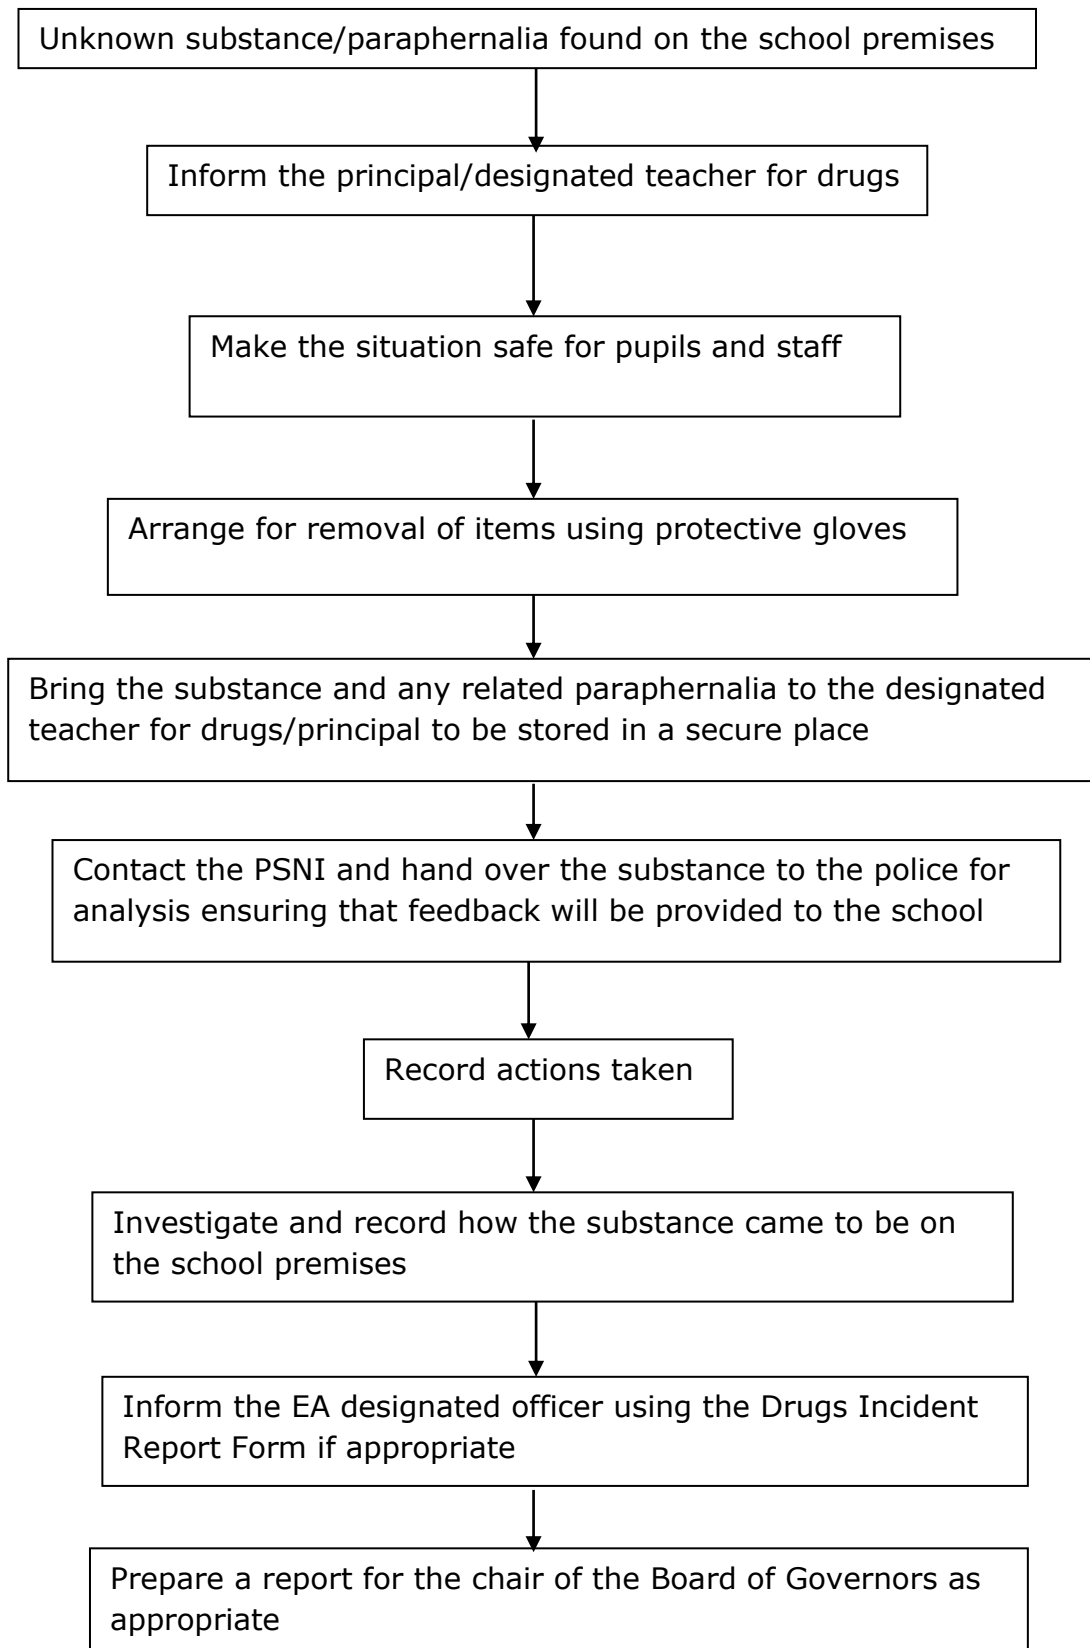 Unknown substance/paraphernalia found on the school premises
Inform the principal/designated teacher for drugs
Make the situation safe for pupils and staff
Arrange for removal of items using protective gloves
Bring the substance and any related paraphernalia to the designated
teacher for drugs/principal to be stored in a secure place
Contact the PSNI and hand over the substance to the police for
analysis ensuring that feedback will be provided to the school
Record actions taken
Investigate and record how the substance came to be on
the school premises
Inform the EA designated officer using the Drugs Incident
Report Form if appropriate
Prepare a report for the chair of the Board of Governors as
appropriate